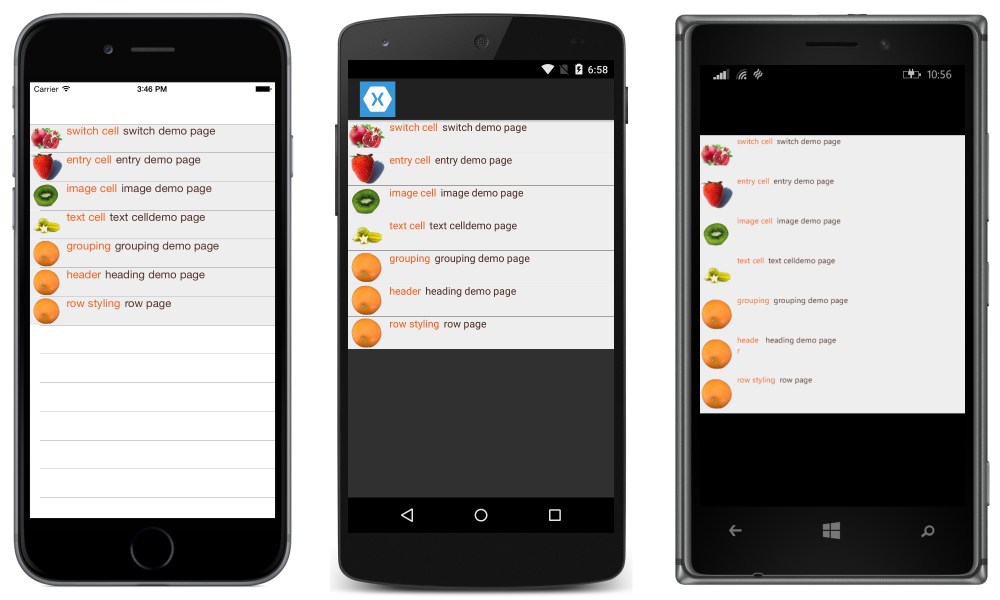 Carrier 3:46 PM
switch cell switch demo page
entry cell entry demo page
image cell image demo page
text cell text celldemo page
grouping grouping demo page
header heading demo page
row styling row page
6:58
X
switch cell switch demo page
entry cell entry demo page
image cell image demo page
text cell text celldemo page
grouping grouping demo page
header heading demo page
row styling row page
10:56
switch cell switch demo page
entry cell entry demo page
image cell image demo page
text cell text celldemo page
grouping grouping demo page
heade heading demo page
r
row styling row page